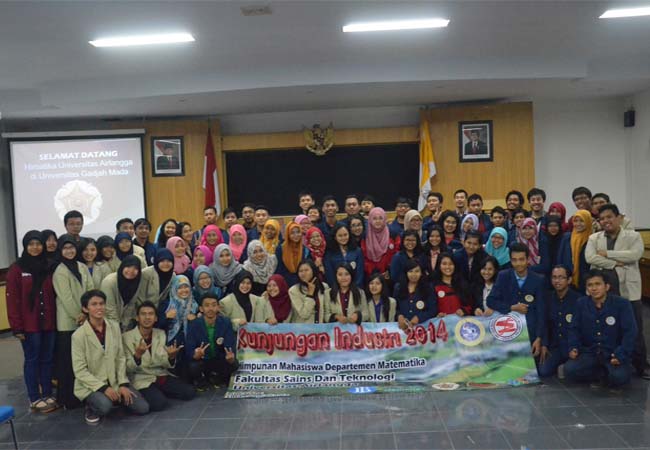 SELAMAT DATANG
Himatika Universitas Airlangga
di Universitas Gadjah Mada
Kunjungan Industri 2014
Himpunan Mahasiswa Departemen Matematika
Fakultas Sains Dan Teknologi